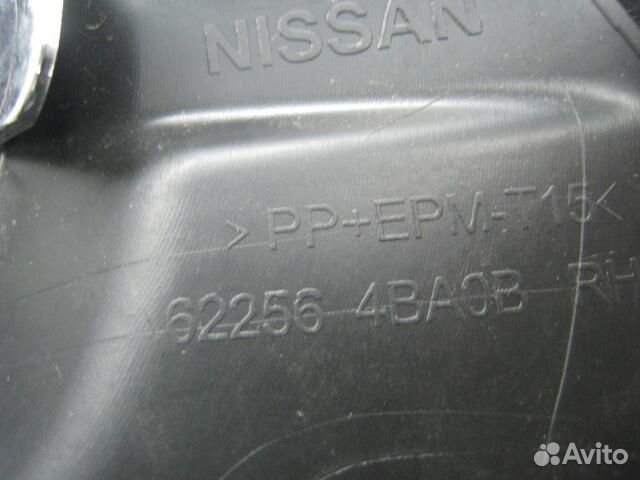 NISSAN
>PP+EPM-T15<
62256 4BA0B RH
Avito